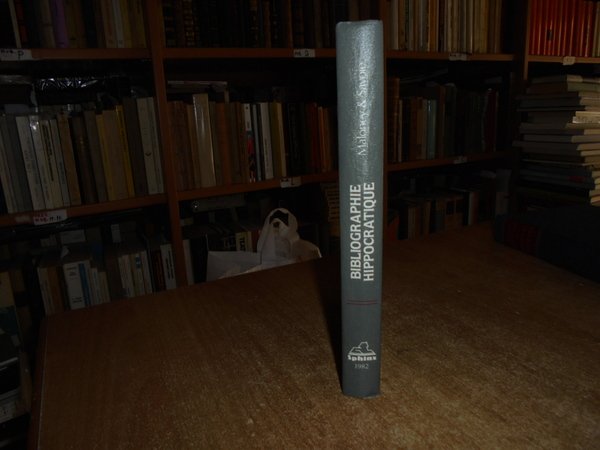 Maloney & Savoie
BIBLIOGRAPHIE
HIPPOCRATIQUE
Sphinx
1982